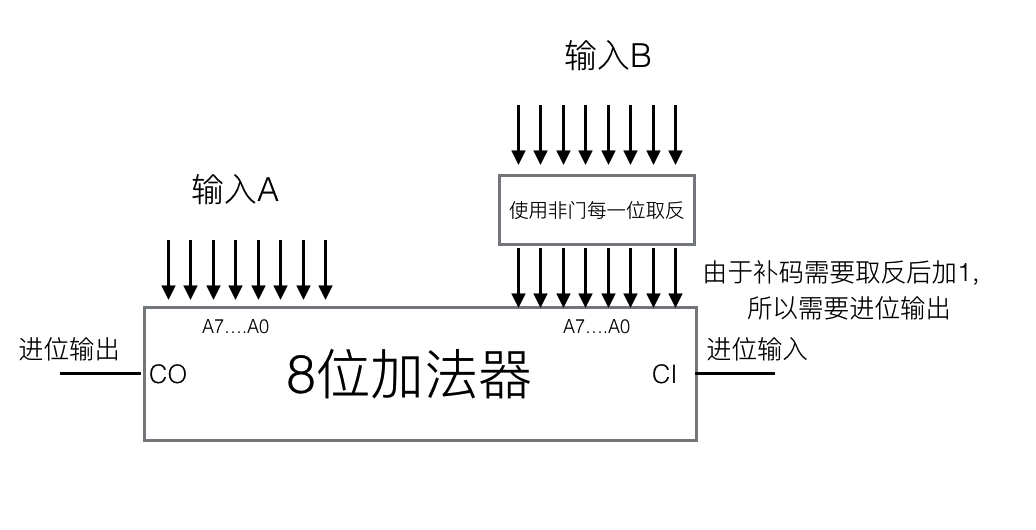 输入B
输入A
使用非门每一位取反
由于补码需要取反后加1,
所以需要进位输出
A7....A0
A7....A0
进位输出
进位输入
CO
8位加法器
CI